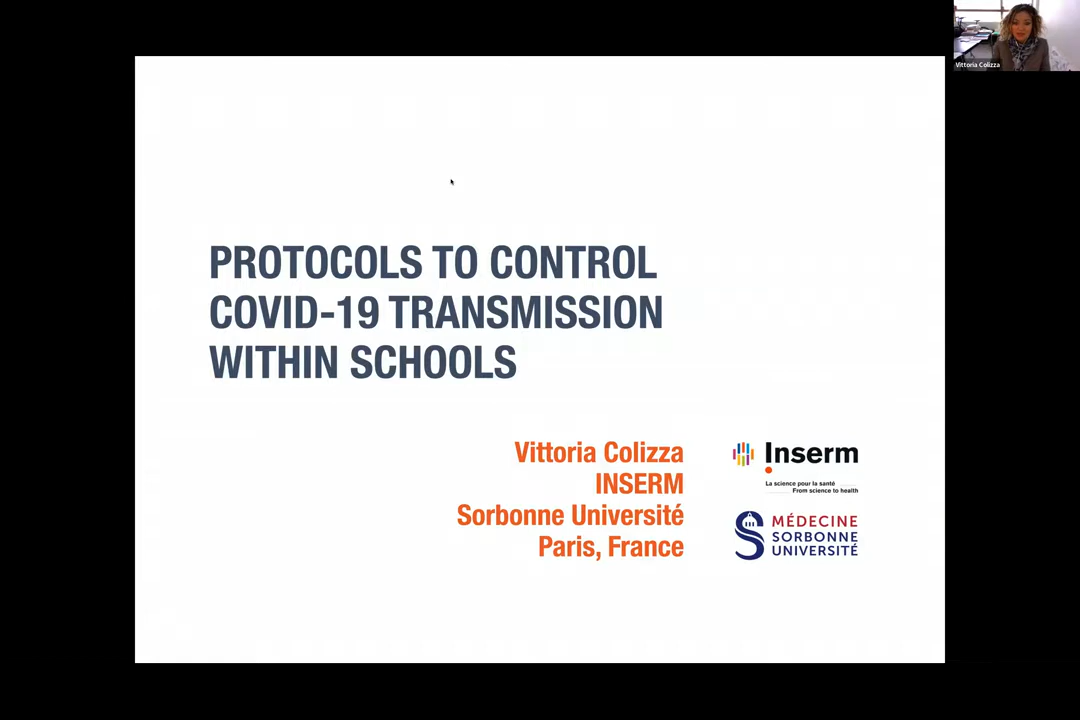 Vittoria Colizza
PROTOCOLS TO CONTROL
COVID-19 TRANSMISSION
WITHIN SCHOOLS
Vittoria Colizza
INSERM
Sorbonne Université
Paris, France
Inserm
La science pour la santé
From science to health
MÉDECINE
SORBONNE
UNIVERSITÉ